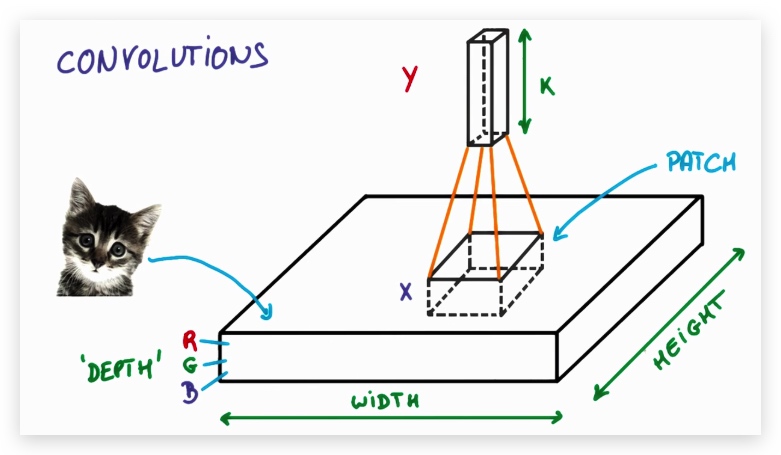 CONVOLUTIONS
Y
K
PATCH
X
R
'DEPTH'
G
B
WIDTH
HEIGHT